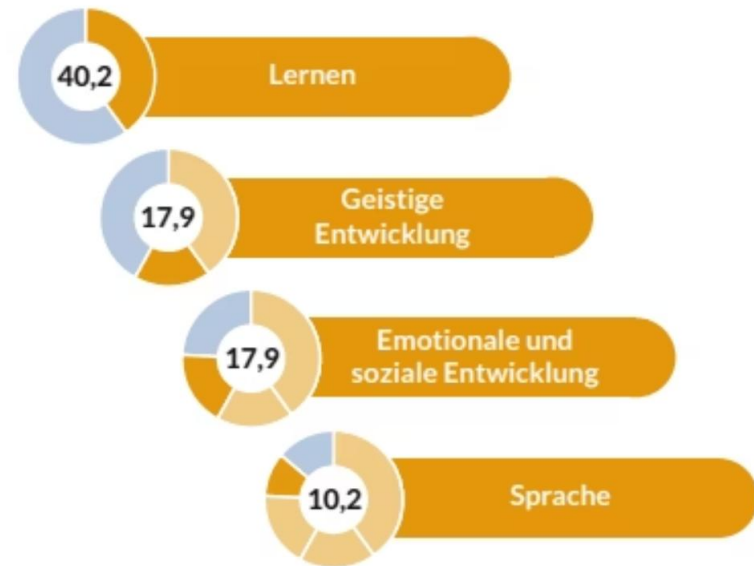 40,2
Lernen
17,9
Geistige
Entwicklung
17,9
Emotionale und
soziale Entwicklung
10,2
Sprache